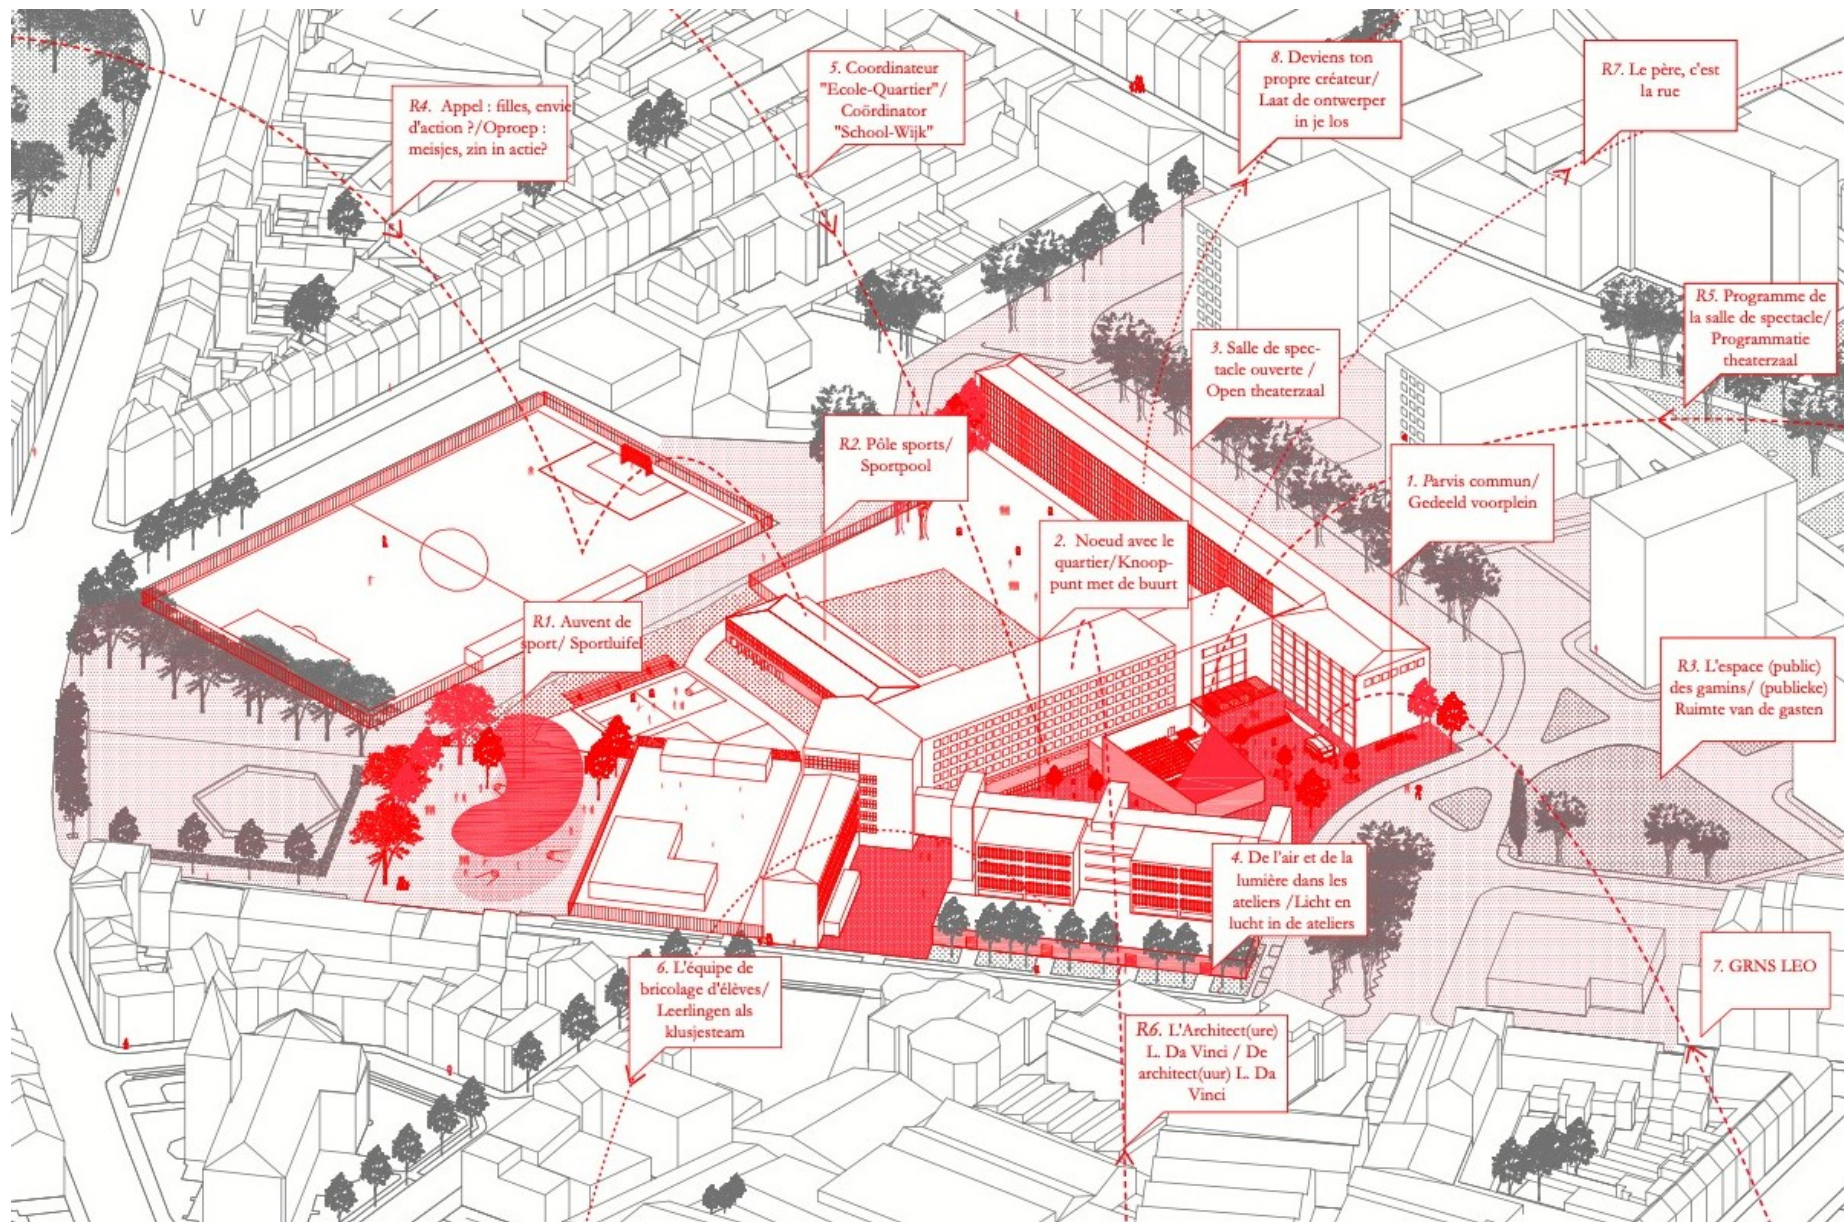 R4. Appel : filles, envie
d'action ?/Oproep :
meisjes, zin in actie?
5. Coordinateur
"Ecole-Quartier"/
Coördinator
"School-Wijk"
8. Deviens ton
propre créateur/
Laat de ontwerper
in je los
R7. Le père, c'est
la rue
R5. Programme de
la salle de spectacle/
Programmatie
theaterzaal
3. Salle de spec-
tacle ouverte /
Open theaterzaal
R2. Pôle sports/
Sportpool
1. Parvis commun/
Gedeeld voorplein
2. Noeud avec le
quartier/Knoop-
punt met de buurt
R1. Auvent de
sport/ Sportluifel
R3. L'espace (public)
des gamins/ (publieke)
Ruimte van de gasten
4. De l'air et de la
lumière dans les
ateliers /Licht en
lucht in de ateliers
6. L'équipe de
bricolage d'élèves/
Leerlingen als
klusjesteam
7. GRNS LEO
R6. L'Architect(ure)
L. Da Vinci / De
architect(uur) L. Da
Vinci